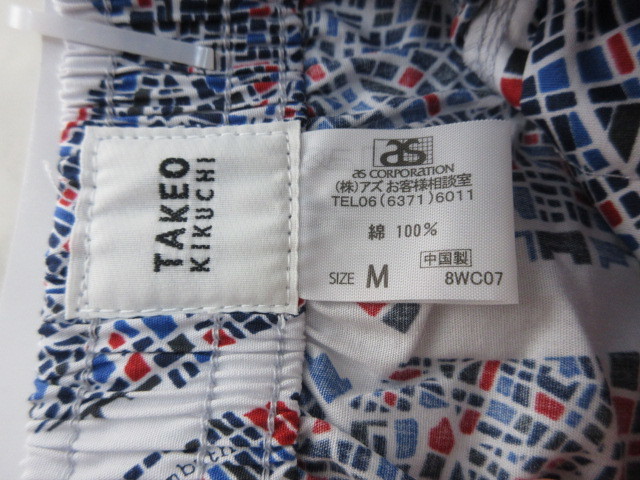 TAKEO
KIKUCHI
as
as CORPORATION
(株)アズお客様相談室
TEL06(6371)6011
綿 100%
中国製
SIZE M 8WC07